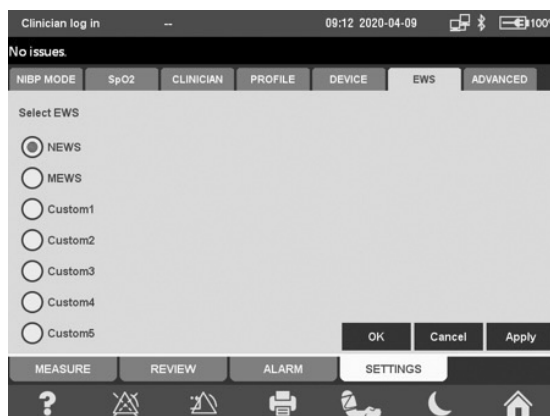 Clinician log in -- 09:12 2020-04-09 100%
No issues.
NIBP MODE SpO2 CLINICIAN PROFILE DEVICE EWS ADVANCED
Select EWS
NEWS
MEWS
Custom1
Custom2
Custom3
Custom4
Custom5
OK Cancel Apply
MEASURE REVIEW ALARM SETTINGS
?